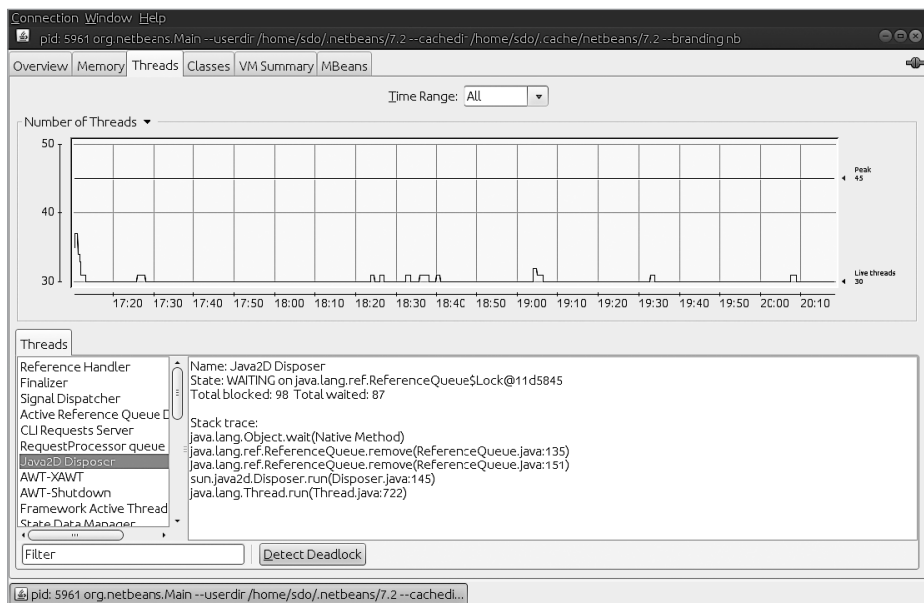 Connection Window Help
pid: 5961 org.netbeans.Main --userdir /home/sdo/.netbeans/7.2 --cachedir /home/sdo/.cache/netbeans/7.2 --branding nb
Overview Memory Threads Classes VM Summary MBeans
Time Range: All
Number of Threads
50
40
30
Peak
45
Live threads
30
17:20 17:30 17:40 17:50 18:00 18:10 18:20 18:30 18:40 18:50 19:00 19:10 19:20 19:30 19:40 19:50 20:00 20:10
Threads
Reference Handler
Finalizer
Signal Dispatcher
Active Reference Queue D
CLI Requests Server
RequestProcessor queue
Java2D Disposer
AWT-XAWT
AWT-Shutdown
Framework Active Thread
State Data Manager
Name: Java2D Disposer
State: WAITING on java.lang.ref.ReferenceQueue$Lock@11d5845
Total blocked: 98 Total waited: 87
Stack trace:
java.lang.Object.wait(Native Method)
java.lang.ref.ReferenceQueue.remove(ReferenceQueue.java:135)
java.lang.ref.ReferenceQueue.remove(ReferenceQueue.java:151)
sun.java2d.Disposer.run(Disposer.java:145)
java.lang.Thread.run(Thread.java:722)
Filter
Detect Deadlock
pid: 5961 org.netbeans.Main --userdir /home/sdo/.netbeans/7.2 --cachedi...